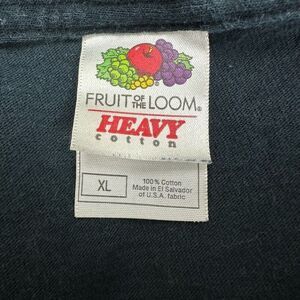 FRUIT OF THE LOOM®
HEAVY
cotton
XL
100% Cotton
Made in El Salvador
of U.S.A. fabric